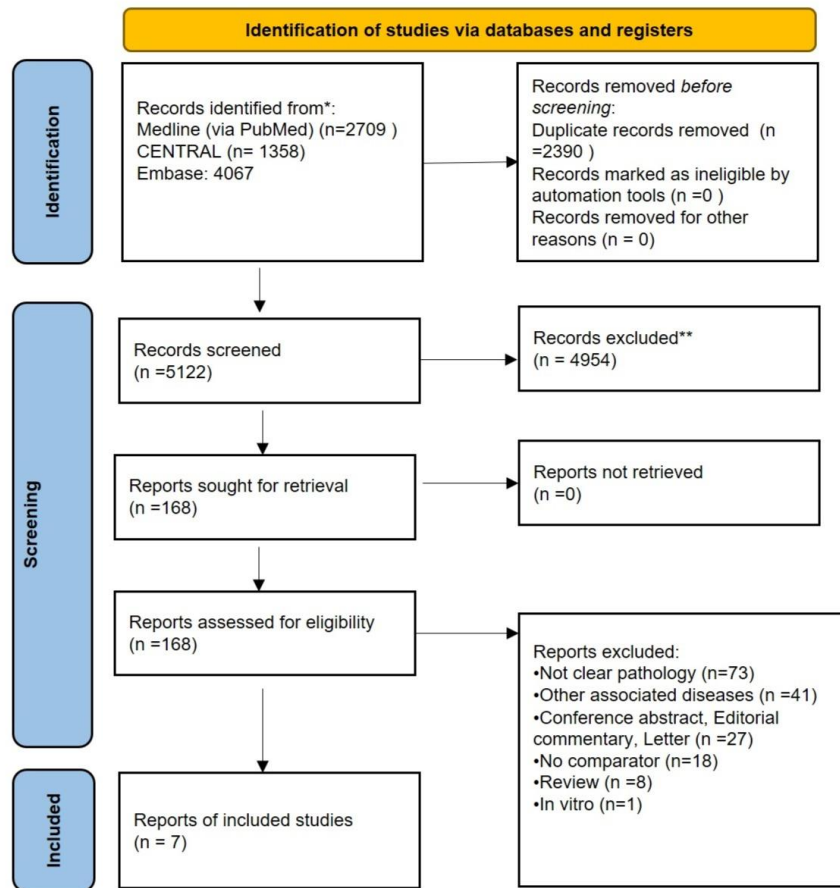 Identification of studies via databases and registers
Identification
Records identified from*:
Medline (via PubMed) (n=2709 )
CENTRAL (n= 1358)
Embase: 4067
Records removed before
screening:
Duplicate records removed (n
=2390 )
Records marked as ineligible by
automation tools (n =0 )
Records removed for other
reasons (n = 0)
Screening
Records screened
(n =5122)
Records excluded**
(n = 4954)
Reports sought for retrieval
(n =168)
Reports not retrieved
(n =0)
Reports assessed for eligibility
(n =168)
Reports excluded:
•Not clear pathology (n=73)
•Other associated diseases (n =41)
•Conference abstract, Editorial
commentary, Letter (n =27)
•No comparator (n=18)
•Review (n =8)
•In vitro (n=1)
Included
Reports of included studies
(n = 7)